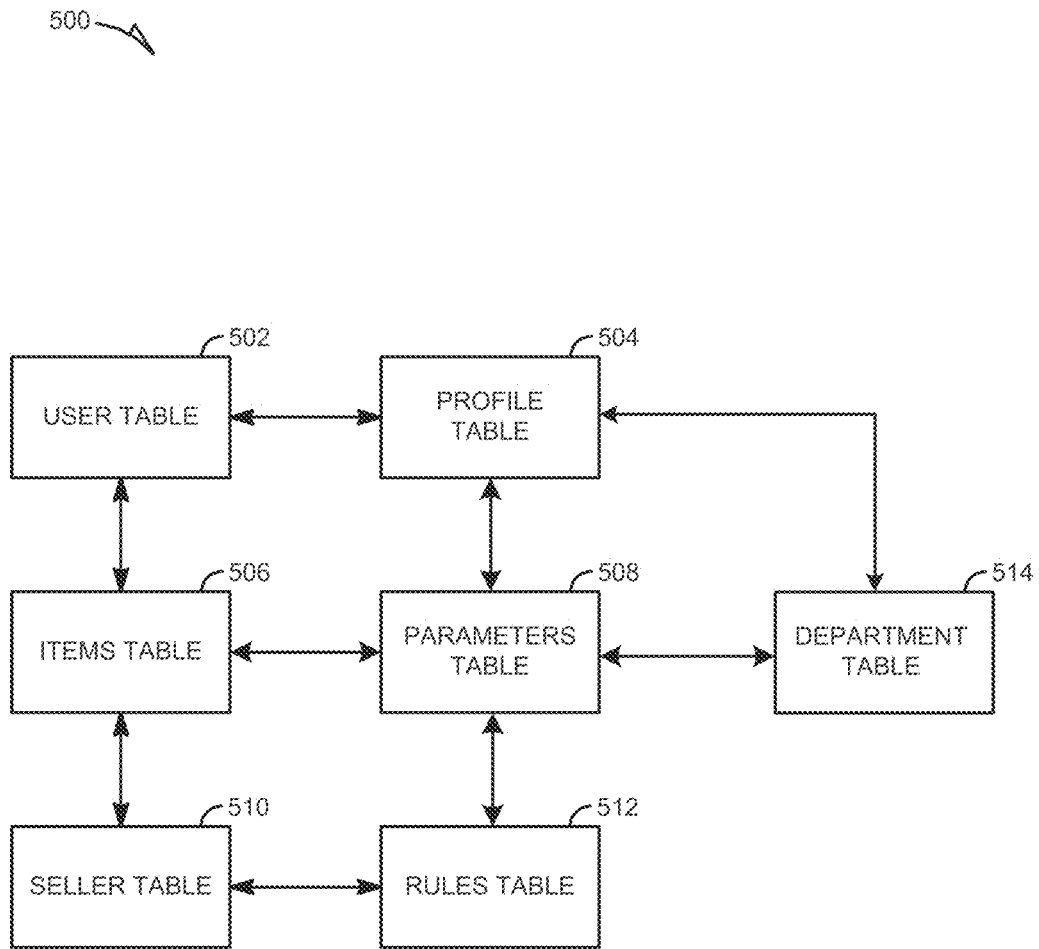 500
502
504
USER TABLE
PROFILE
TABLE
506
508
514
ITEMS TABLE
PARAMETERS
TABLE
DEPARTMENT
TABLE
510
512
SELLER TABLE
RULES TABLE